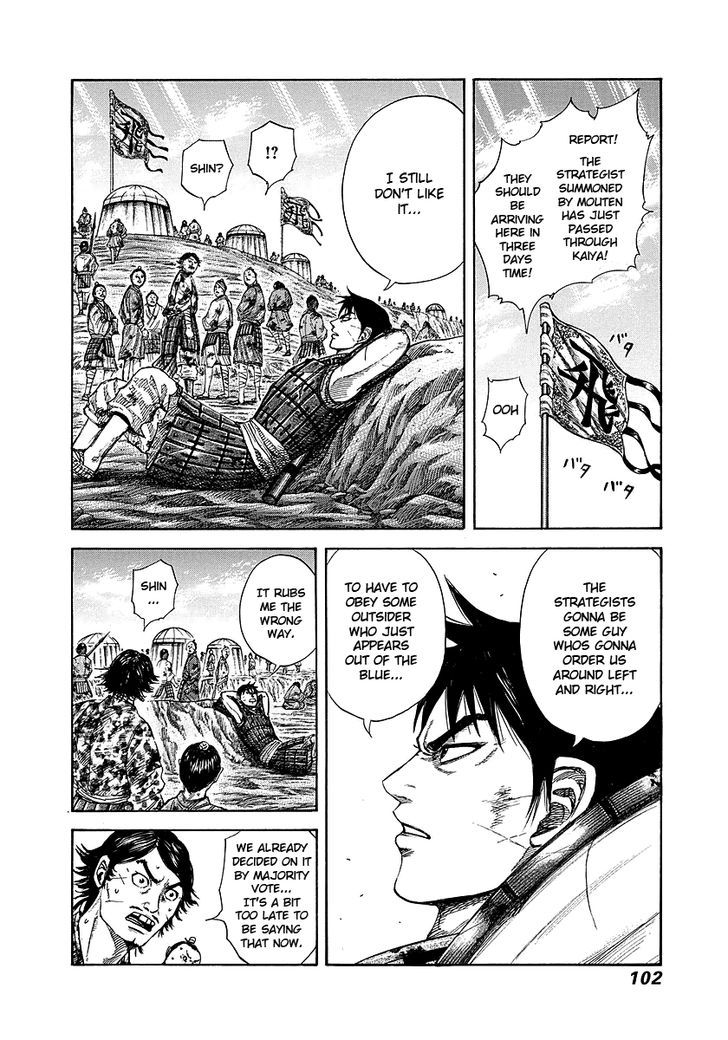 REPORT!
THE
STRATEGIST
SUMMONED
BY MOUTEN
HAS JUST
PASSED
THROUGH
KAIYA!
THEY
SHOULD
BE
ARRIVING
HERE IN
THREE
DAYS
TIME!
バタ
飛
OOH
バタ
バタ
I STILL
DON'T LIKE
IT...
!?
SHIN?
飛
飛
THE
STRATEGISTS
GONNA BE
SOME GUY
WHOS GONNA
ORDER US
AROUND LEFT
AND RIGHT...
TO HAVE TO
OBEY SOME
OUTSIDER
WHO JUST
APPEARS
OUT OF THE
BLUE...
IT RUBS
ME THE
WRONG
WAY.
SHIN
...
WE ALREADY
DECIDED ON IT
BY MAJORITY
VOTE...
IT'S A BIT
TOO LATE TO
BE SAYING
THAT NOW.
102